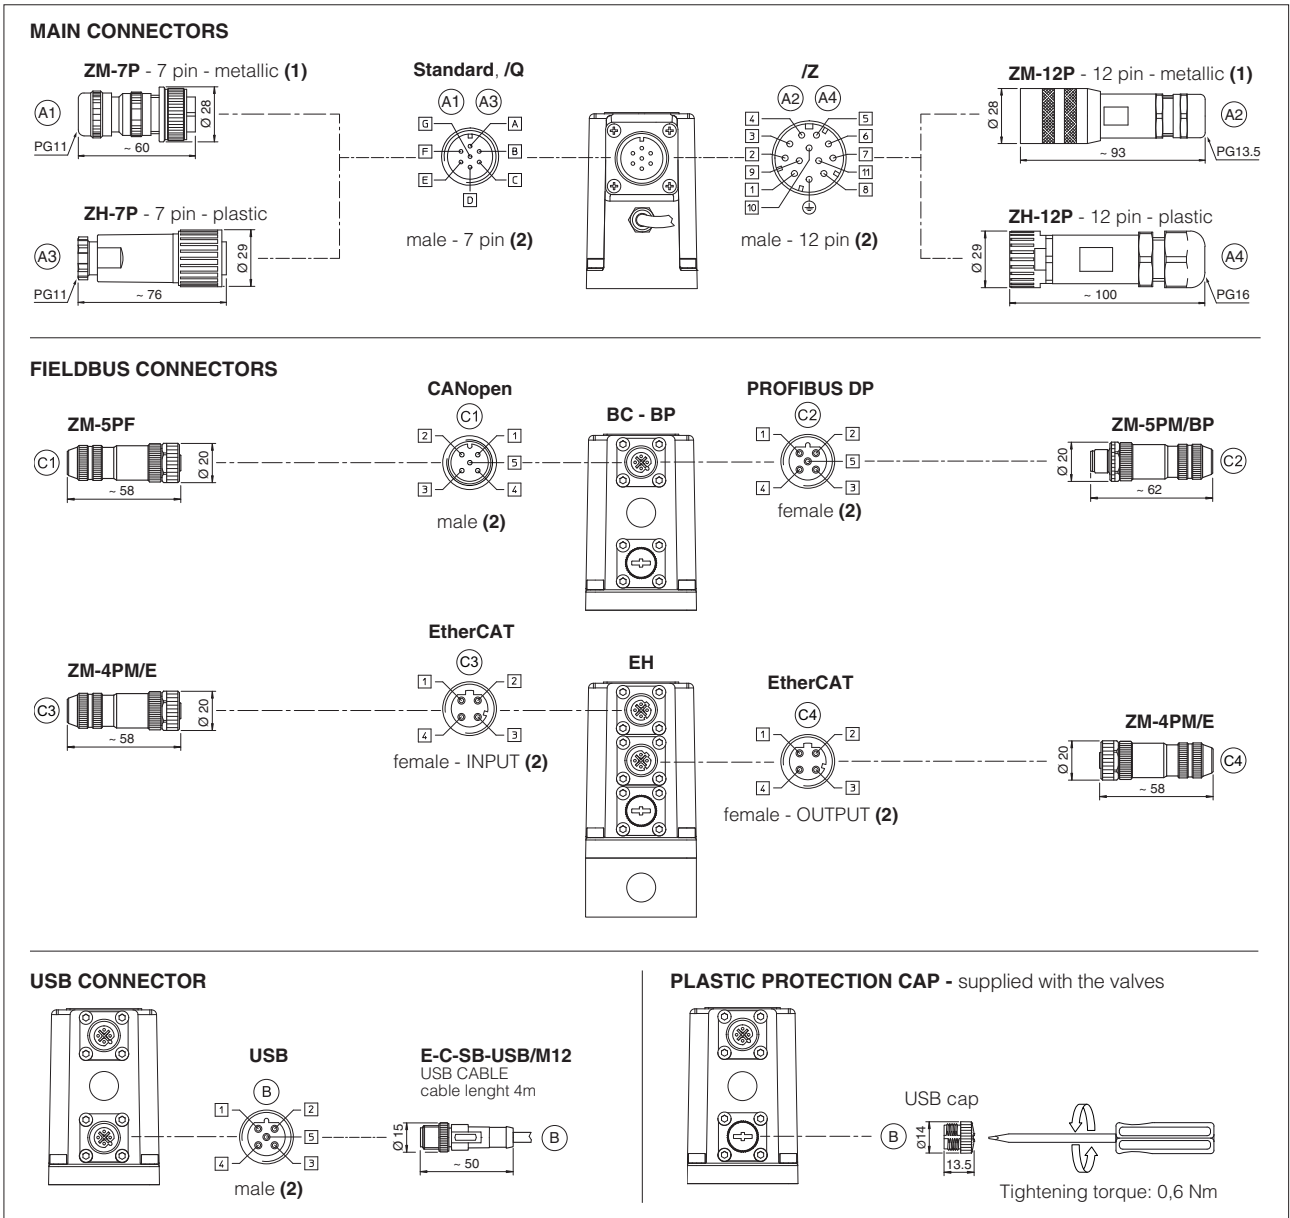 MAIN CONNECTORS
ZM-7P - 7 pin - metallic (1)
A1
PG11
~ 60
Ø 28
ZH-7P - 7 pin - plastic
A3
PG11
~ 76
Ø 29
Standard, /Q
A1 A3
G A
F B
E C
D
male - 7 pin (2)
/Z
A2 A4
4 5
3 6
2 7
9 11
1 8
10
male - 12 pin (2)
ZM-12P - 12 pin - metallic (1)
Ø 28
A2
~ 93
PG13.5
ZH-12P - 12 pin - plastic
Ø 29
A4
~ 100
PG16
FIELDBUS CONNECTORS
ZM-5PF
C1
~ 58
Ø 20
CANopen
C1
2 1
5
3 4
male (2)
BC - BP
PROFIBUS DP
C2
1 2
5
4 3
female (2)
ZM-5PM/BP
Ø 20
C2
~ 62
ZM-4PM/E
C3
~ 58
Ø 20
EtherCAT
C3
1 2
4 3
female - INPUT (2)
EH
EtherCAT
C4
1 2
4 3
female - OUTPUT (2)
ZM-4PM/E
Ø 20
C4
~ 58
USB CONNECTOR
USB
B
1 2
5
4 3
male (2)
E-C-SB-USB/M12
USB CABLE
cable lenght 4m
Ø 15
B
~ 50
PLASTIC PROTECTION CAP - supplied with the valves
USB cap
B
Ø14
13.5
Tightening torque: 0,6 Nm